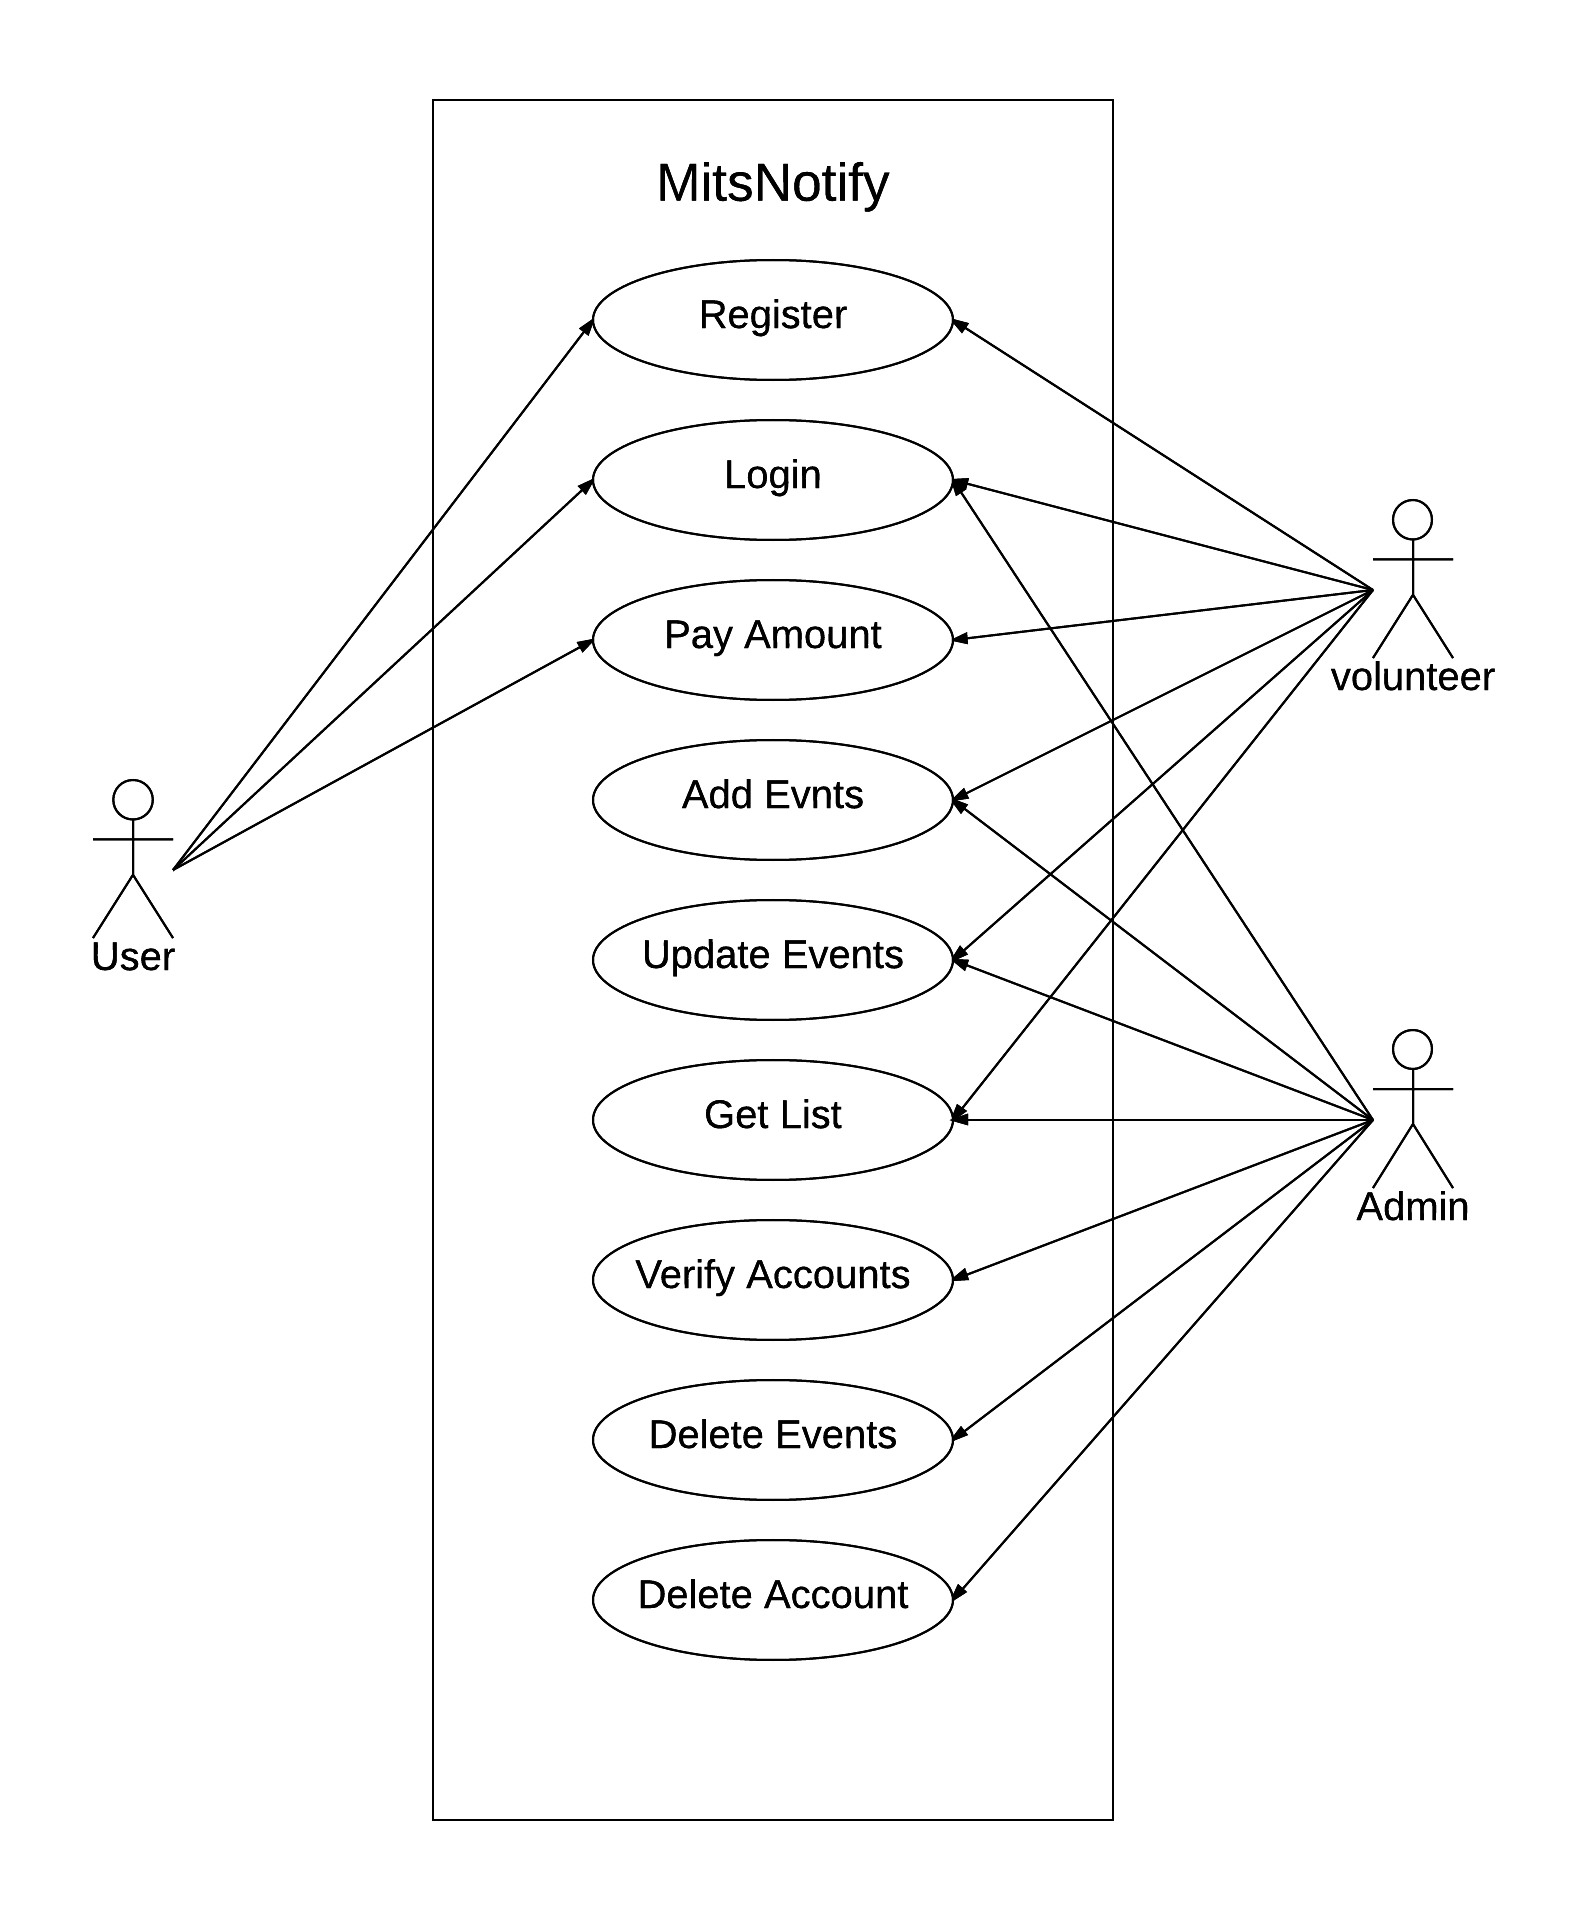 MitsNotify
Register
Login
Pay Amount
Add Evnts
Update Events
Get List
Verify Accounts
Delete Events
Delete Account
User
volunteer
Admin